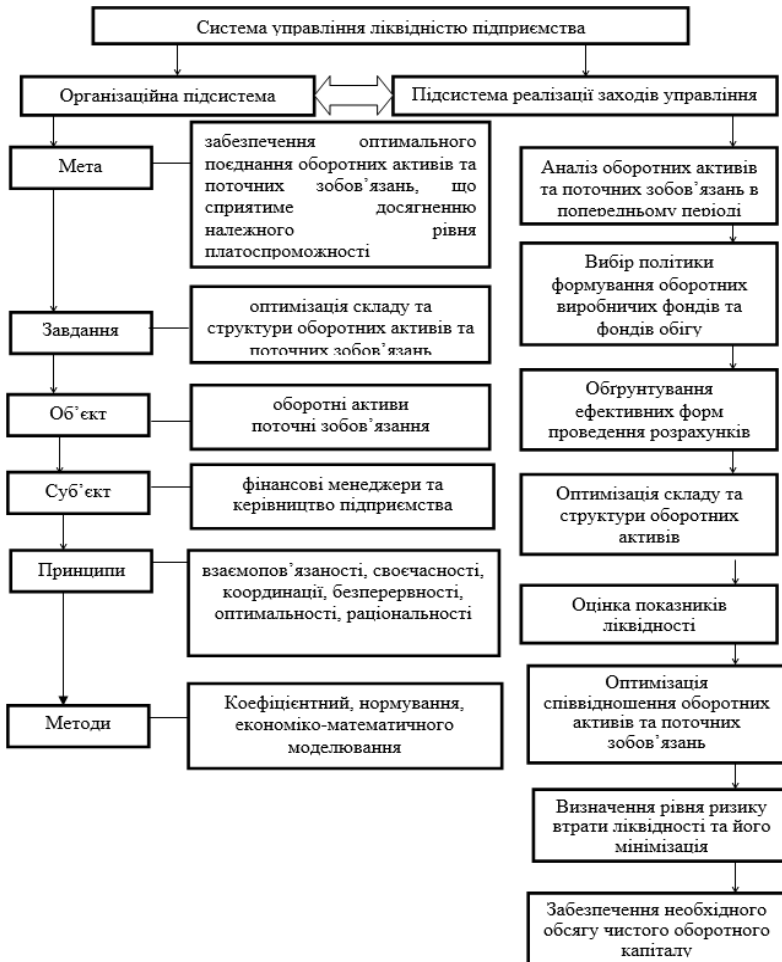 Система управління ліквідністю підприємства
Організаційна підсистема
Підсистема реалізації заходів управління
Мета
забезпечення оптимального
поєднання оборотних активів та
поточних зобов’язань, що
сприятиме досягненню
належного рівня
платоспроможності
Завдання
оптимізація складу та
структури оборотних активів та
поточних зобов’язань
Об’єкт
оборотні активи
поточні зобов’язання
Суб’єкт
фінансові менеджери та
керівництво підприємства
Принципи
взаємопов’язаності, своєчасності,
координації, безперервності,
оптимальності, раціональності
Методи
Коефіцієнтний, нормування,
економіко-математичного
моделювання
Аналіз оборотних активів
та поточних зобов’язань в
попередньому періоді
Вибір політики
формування оборотних
виробничих фондів та
фондів обігу
Обґрунтування
ефективних форм
проведення розрахунків
Оптимізація складу та
структури оборотних
активів
Оцінка показників
ліквідності
Оптимізація
співвідношення оборотних
активів та поточних
зобов’язань
Визначення рівня ризику
втрати ліквідності та його
мінімізація
Забезпечення необхідного
обсягу чистого оборотного
капіталу